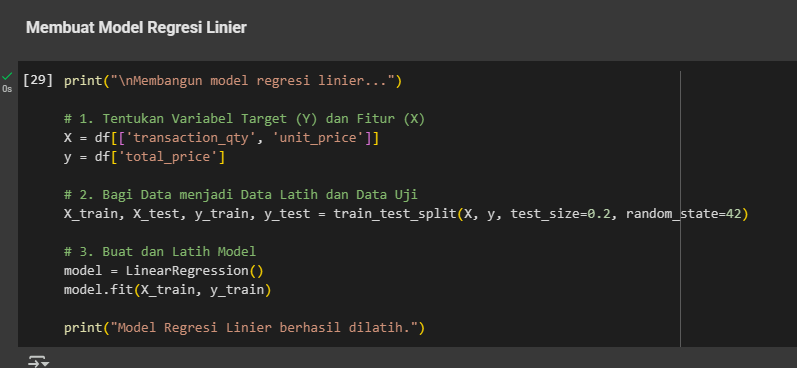 Membuat Model Regresi Linier
[29] print("\nMembangun model regresi linier...")
0s
# 1. Tentukan Variabel Target (Y) dan Fitur (X)
X = df[['transaction_qty', 'unit_price']]
y = df['total_price']
# 2. Bagi Data menjadi Data Latih dan Data Uji
X_train, X_test, y_train, y_test = train_test_split(X, y, test_size=0.2, random_state=42)
# 3. Buat dan Latih Model
model = LinearRegression()
model.fit(X_train, y_train)
print("Model Regresi Linier berhasil dilatih.")